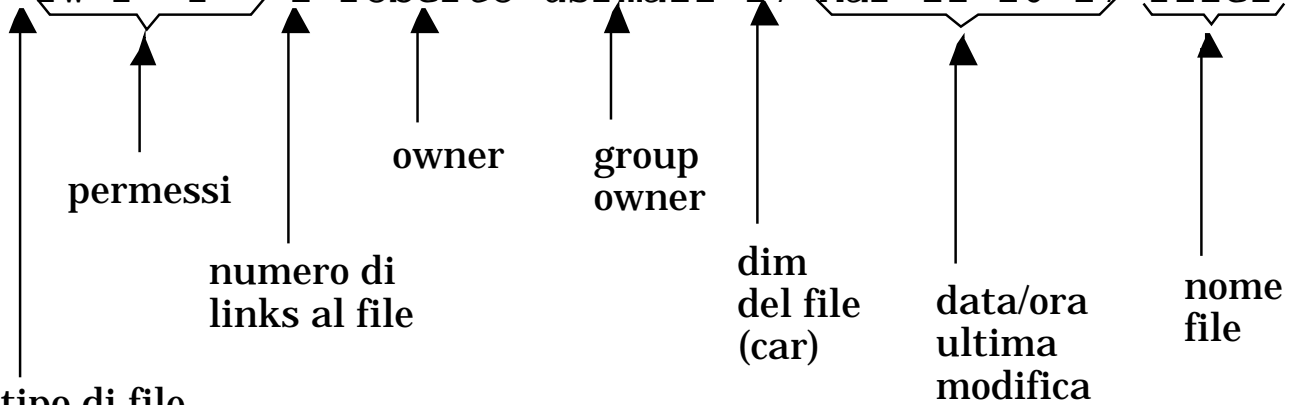 owner
group
owner
permessi
dim
del file
(car)
numero di
links al file
nome
file
data/ora
ultima
modifica
tipo di file